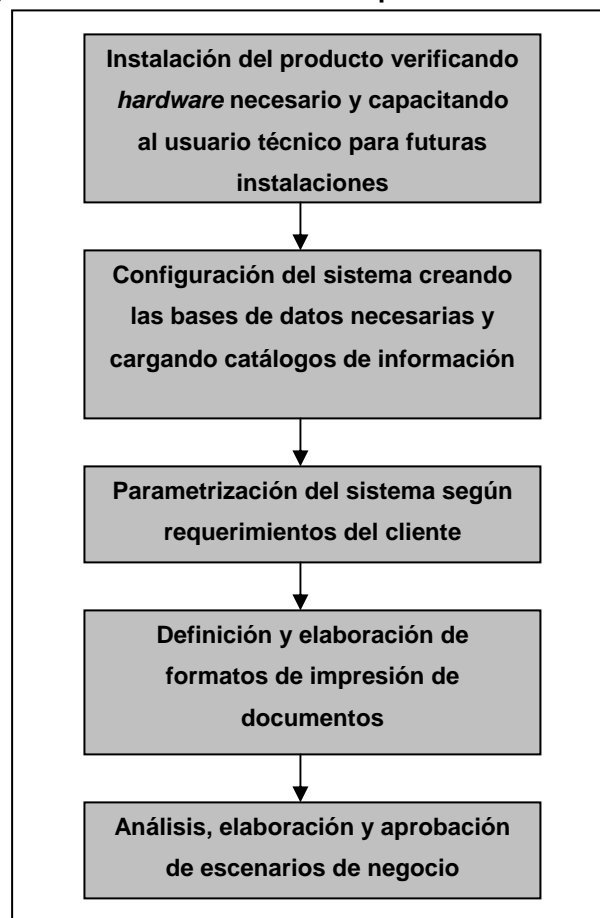 Instalación del producto verificando
hardware necesario y capacitando
al usuario técnico para futuras
instalaciones
Configuración del sistema creando
las bases de datos necesarias y
cargando catálogos de información
Parametrización del sistema según
requerimientos del cliente
Definición y elaboración de
formatos de impresión de
documentos
Análisis, elaboración y aprobación
de escenarios de negocio